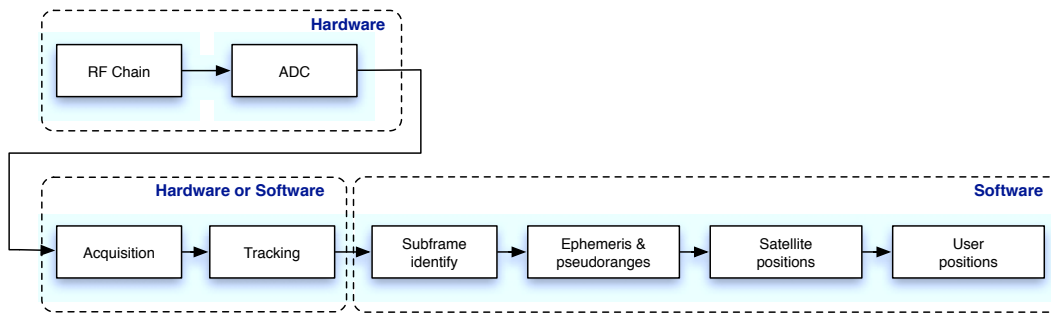 Hardware
RF Chain
ADC
Hardware or Software
Software
Acquisition
Tracking
Subframe
identify
Ephemeris &
pseudoranges
Satellite
positions
User
positions